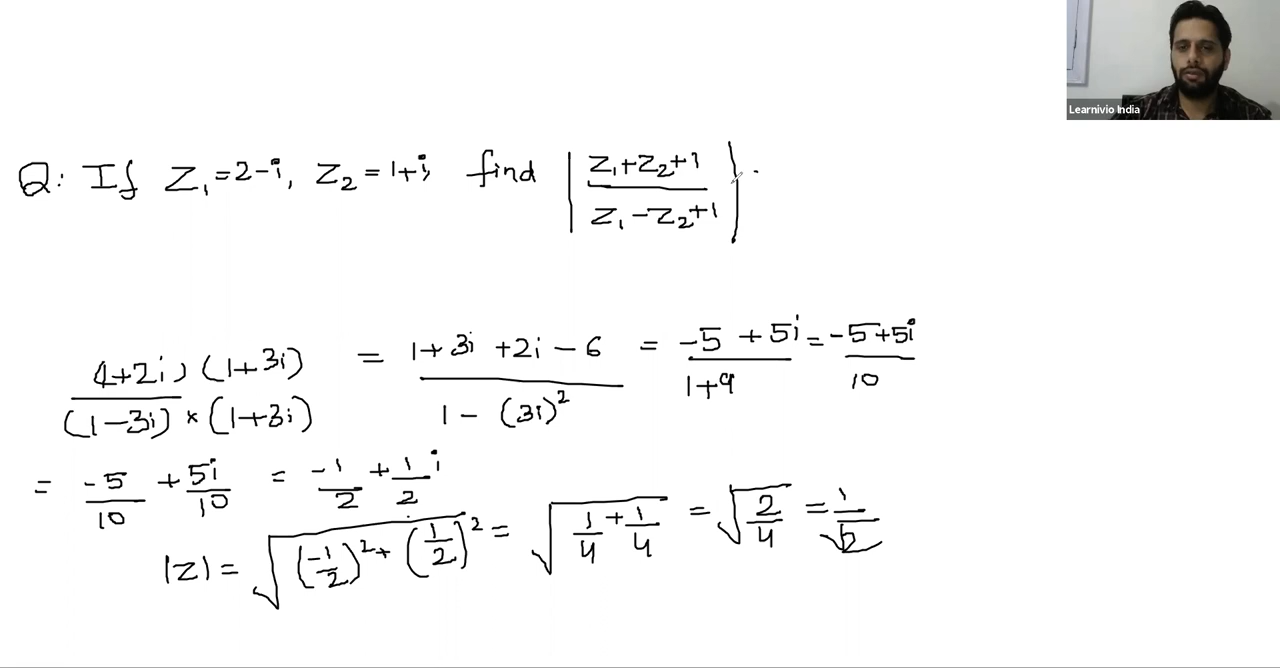 Learnivio India
Q: If Z₁=2-i, Z₂=1+i, find |(Z₁+Z₂+1)/(Z₁-Z₂+1)|.
(4+2i)(1+3i)/((1-3i)×(1+3i)) = (1+3i+2i-6)/(1-(3i)²) = (-5+5i)/(1+9) = (-5+5i)/10
= -5/10 + 5i/10 = -1/2 + 1/2 i
|Z| = √((-1/2)²+(1/2)²) = √(1/4+1/4) = √(2/4) = 1/√2